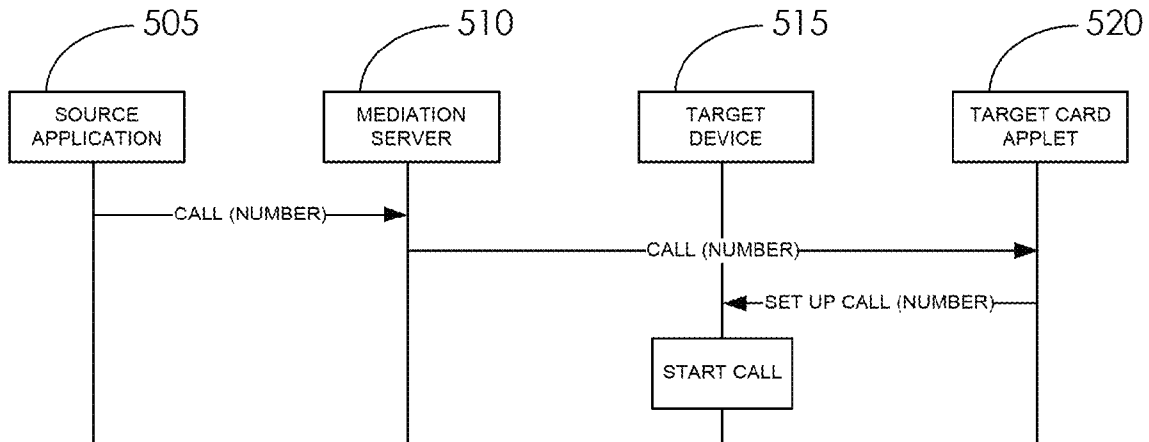 505
510
515
520
SOURCE
APPLICATION
MEDIATION
SERVER
TARGET
DEVICE
TARGET CARD
APPLET
CALL (NUMBER)
CALL (NUMBER)
SET UP CALL (NUMBER)
START CALL